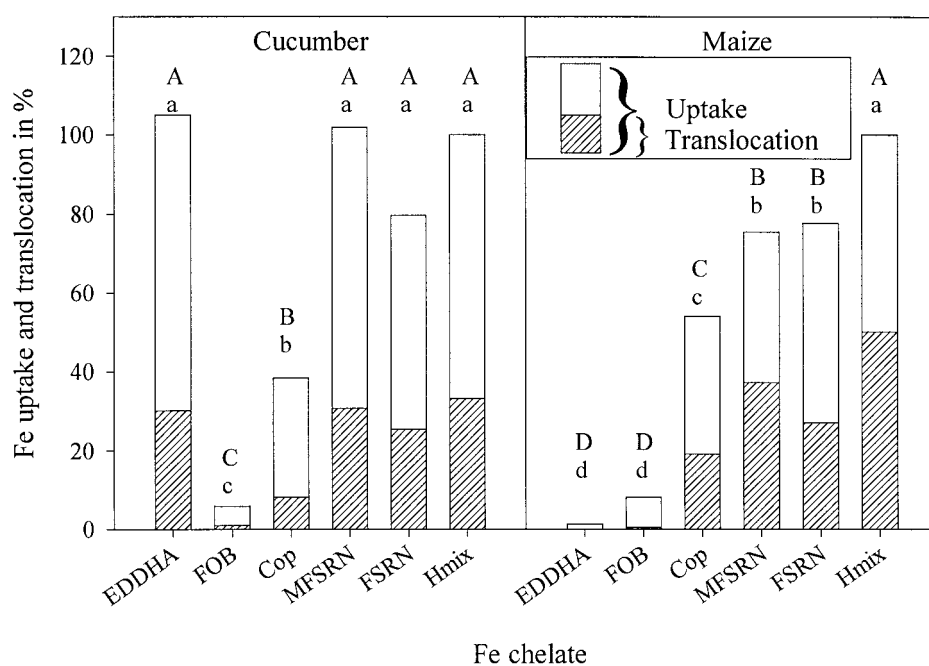 Cucumber
Maize
Fe uptake and translocation in %
120
100
80
60
40
20
0
A
a
C
c
B
b
A
a
A
a
A
a
Uptake
Translocation
D
d
D
d
C
c
B
b
B
b
A
a
EDDHA
FOB
Cop
MFSRN
FSRN
Hmix
EDDHA
FOB
Cop
MFSRN
FSRN
Hmix
Fe chelate